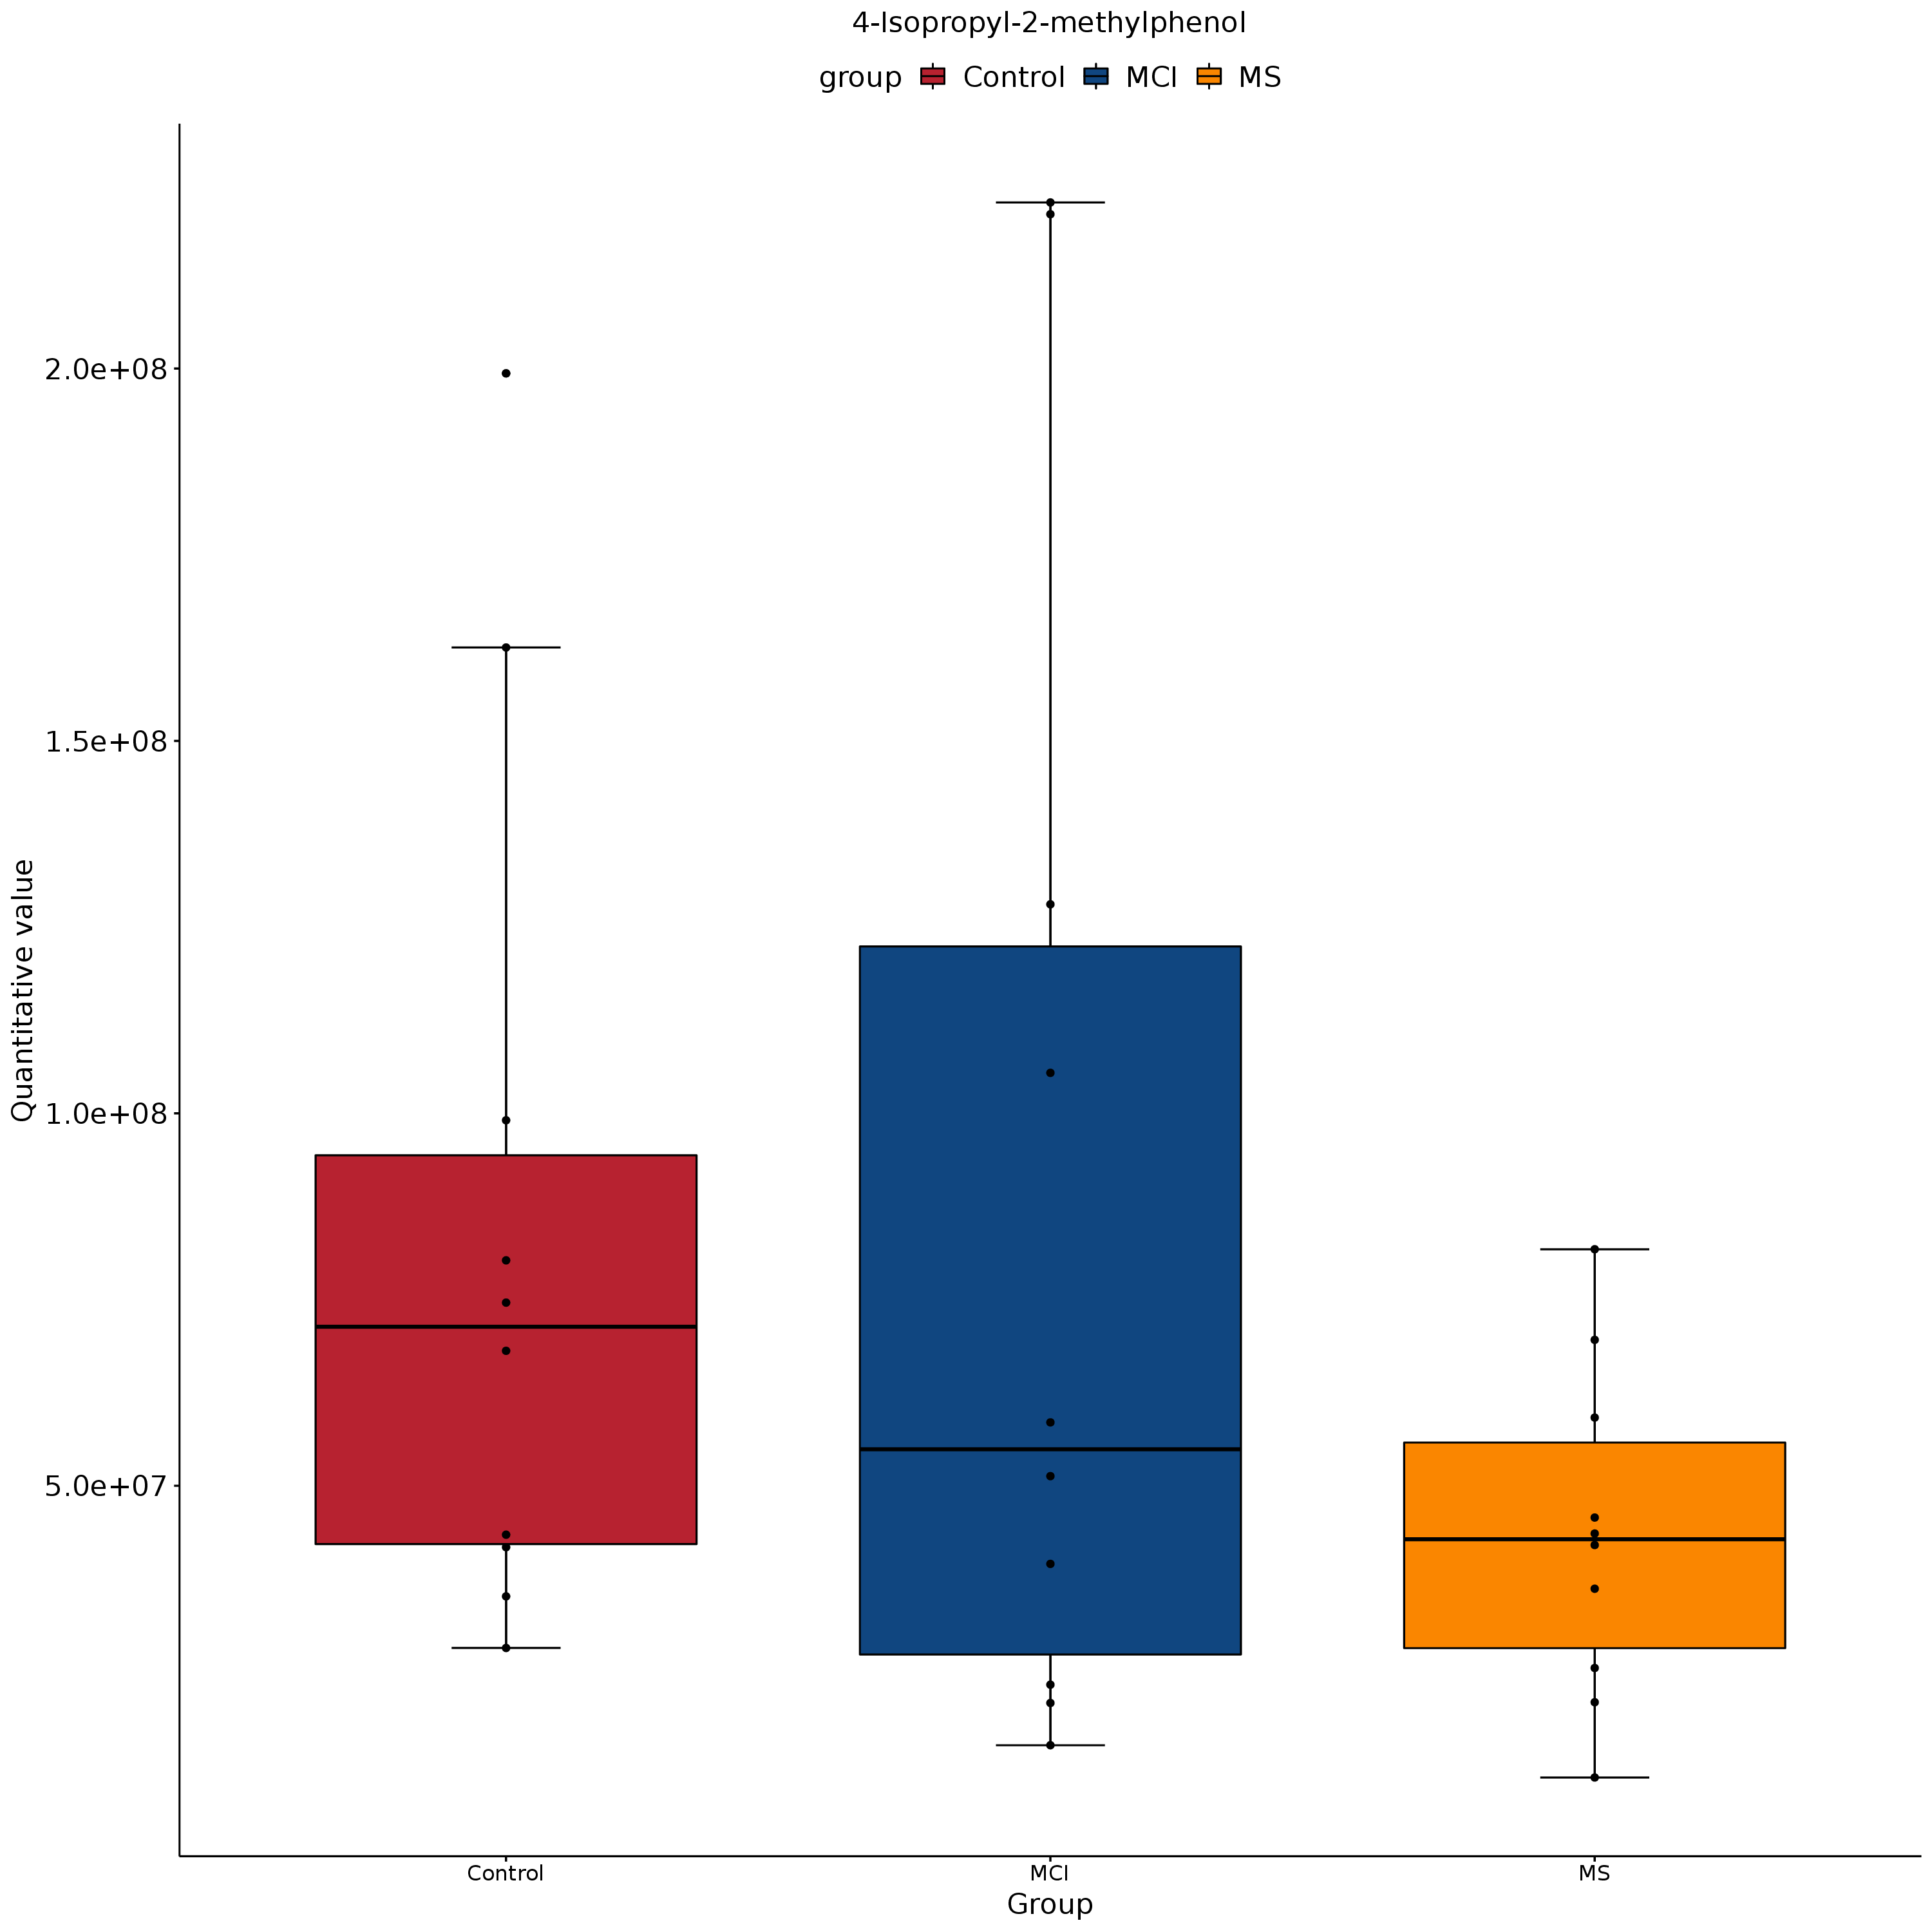 4-Isopropyl-2-methylphenol
group Control MCI MS
Quantitative value
2.0e+08
1.5e+08
1.0e+08
5.0e+07
Control MCI MS
Group